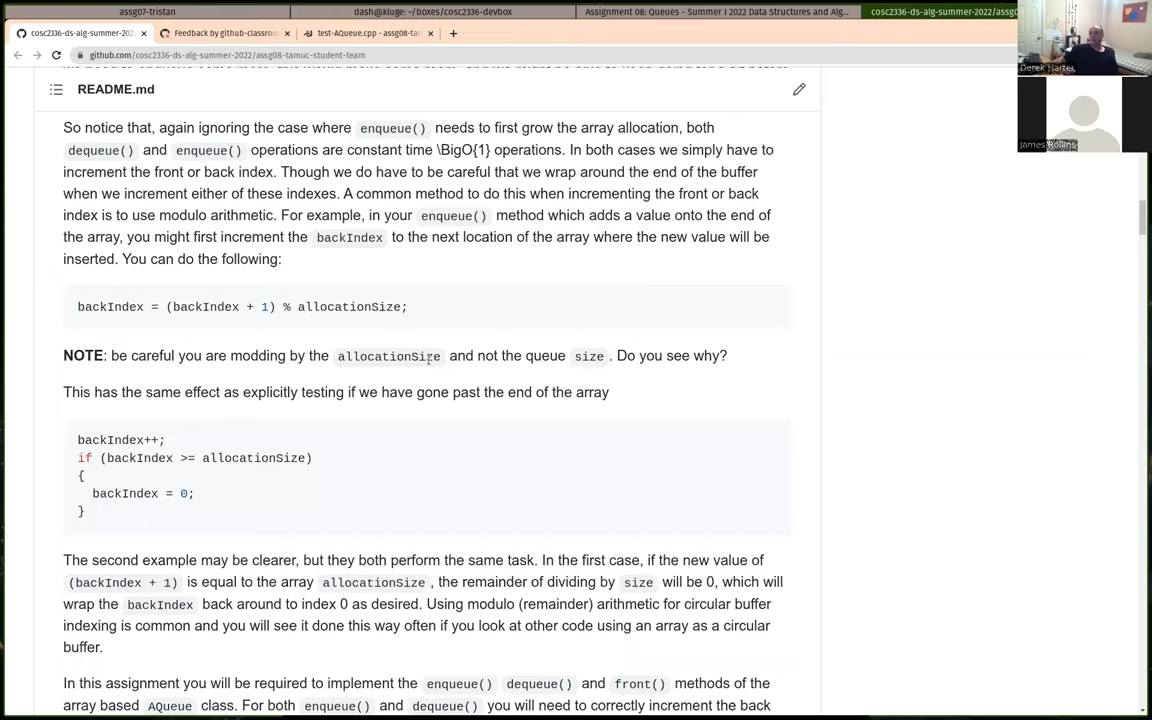 assg07-tristan
dash@kluge: ~/boxes/cosc2336-devbox
Assignment 08: Queues - Summer I 2022 Data Structures and Alg...
cosc2336-ds-alg-summer-2022/assg0
cosc2336-ds-alg-summer-202
Feedback by github-classroo
test-AQueue.cpp - assg08-tam
github.com/cosc2336-ds-alg-summer-2022/assg08-tamuc-student-team
Derek Harter
James Rollins
README.md
So notice that, again ignoring the case where enqueue() needs to first grow the array allocation, both
dequeue() and enqueue() operations are constant time \BigO{1} operations. In both cases we simply have to
increment the front or back index. Though we do have to be careful that we wrap around the end of the buffer
when we increment either of these indexes. A common method to do this when incrementing the front or back
index is to use modulo arithmetic. For example, in your enqueue() method which adds a value onto the end of
the array, you might first increment the backIndex to the next location of the array where the new value will be
inserted. You can do the following:
backIndex = (backIndex + 1) % allocationSize;
NOTE: be careful you are modding by the allocationSize and not the queue size . Do you see why?
This has the same effect as explicitly testing if we have gone past the end of the array
backIndex++;
if (backIndex >= allocationSize)
{
backIndex = 0;
}
The second example may be clearer, but they both perform the same task. In the first case, if the new value of
(backIndex + 1) is equal to the array allocationSize , the remainder of dividing by size will be 0, which will
wrap the backIndex back around to index 0 as desired. Using modulo (remainder) arithmetic for circular buffer
indexing is common and you will see it done this way often if you look at other code using an array as a circular
buffer.
In this assignment you will be required to implement the enqueue() dequeue() and front() methods of the
array based AQueue class. For both enqueue() and dequeue() you will need to correctly increment the back